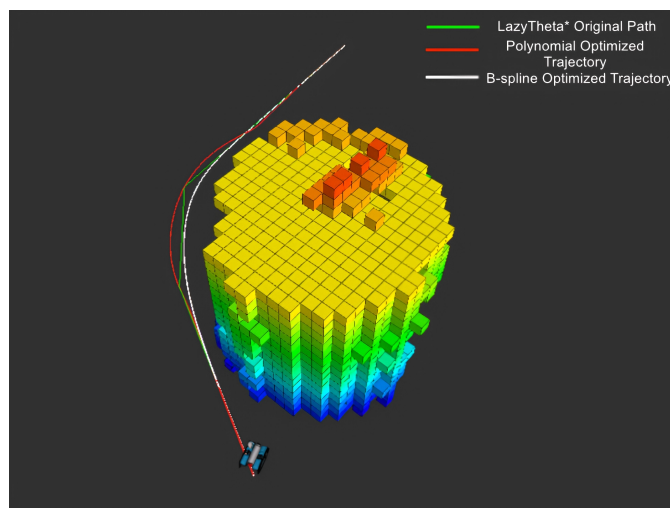 LazyTheta* Original Path
Polynomial Optimized
Trajectory
B-spline Optimized Trajectory